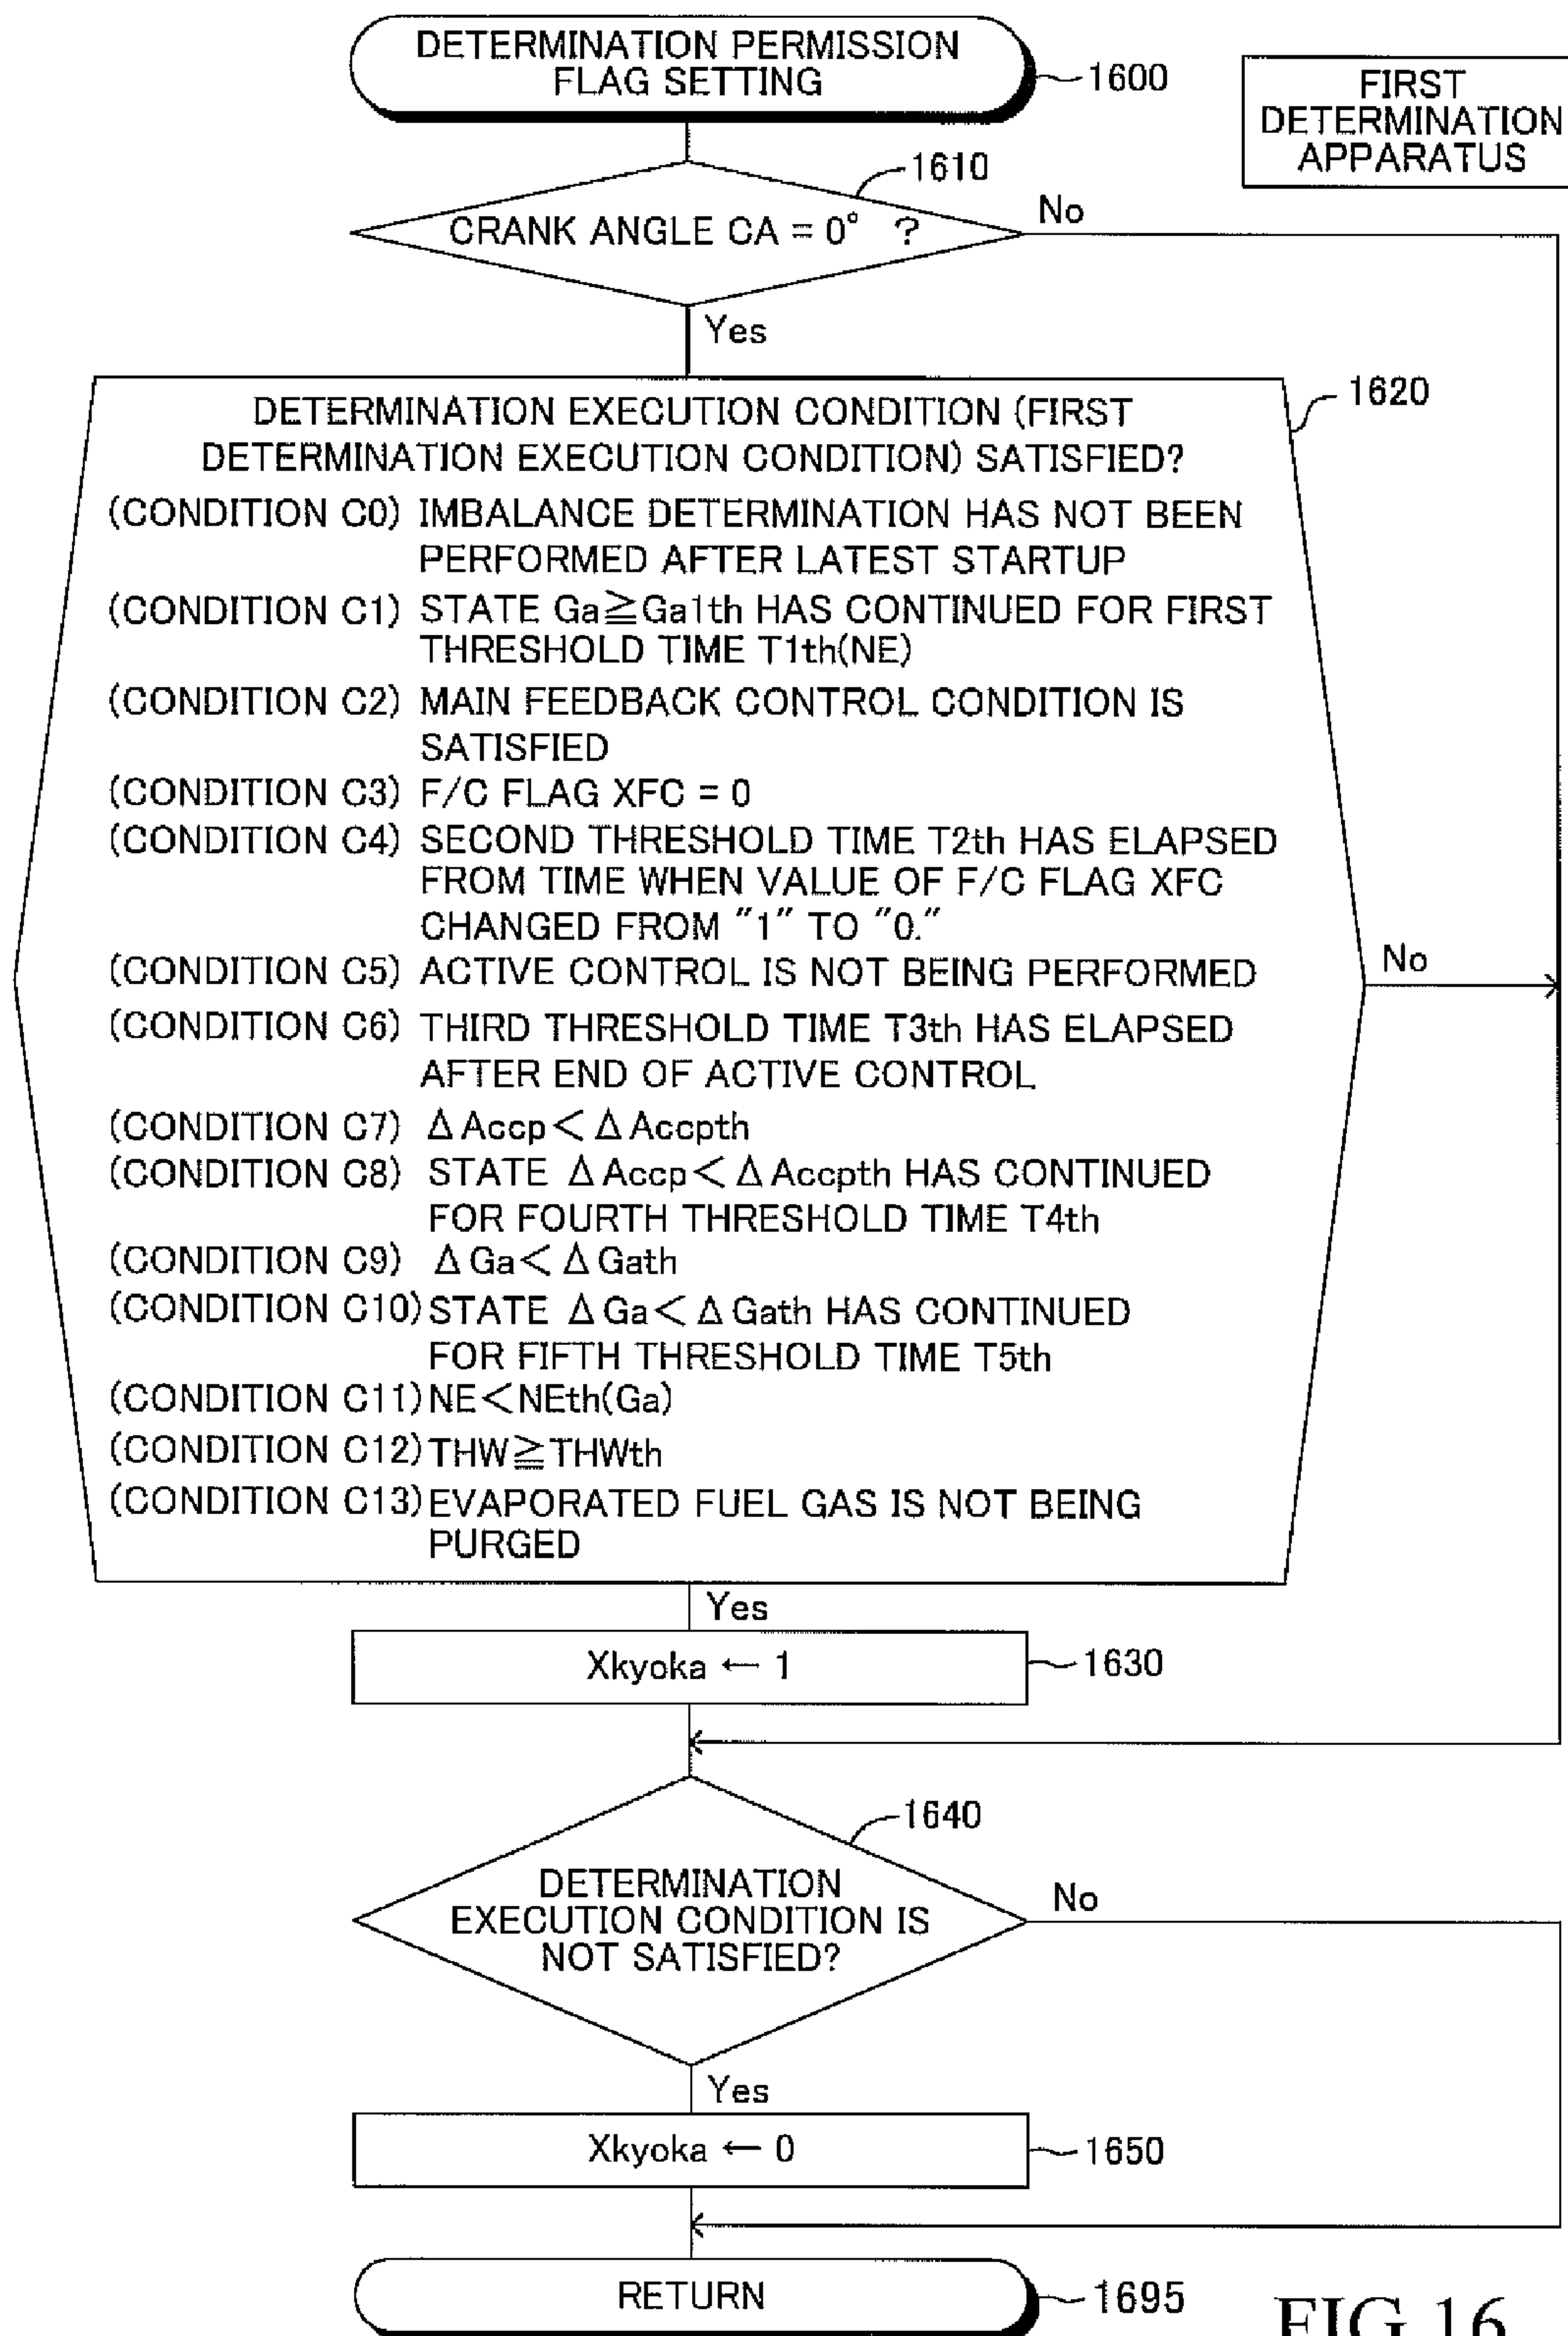 DETERMINATION PERMISSION
FLAG SETTING
1600
FIRST
DETERMINATION
APPARATUS
1610
CRANK ANGLE CA = 0° ?
No
Yes
1620
DETERMINATION EXECUTION CONDITION (FIRST
DETERMINATION EXECUTION CONDITION) SATISFIED?
(CONDITION C0) IMBALANCE DETERMINATION HAS NOT BEEN
PERFORMED AFTER LATEST STARTUP
(CONDITION C1) STATE Ga≧Ga1th HAS CONTINUED FOR FIRST
THRESHOLD TIME T1th(NE)
(CONDITION C2) MAIN FEEDBACK CONTROL CONDITION IS
SATISFIED
(CONDITION C3) F/C FLAG XFC = 0
(CONDITION C4) SECOND THRESHOLD TIME T2th HAS ELAPSED
FROM TIME WHEN VALUE OF F/C FLAG XFC
CHANGED FROM "1" TO "0."
(CONDITION C5) ACTIVE CONTROL IS NOT BEING PERFORMED
No
(CONDITION C6) THIRD THRESHOLD TIME T3th HAS ELAPSED
AFTER END OF ACTIVE CONTROL
(CONDITION C7) ΔAccp<ΔAccpth
(CONDITION C8) STATE ΔAccp<ΔAccpth HAS CONTINUED
FOR FOURTH THRESHOLD TIME T4th
(CONDITION C9) ΔGa<ΔGath
(CONDITION C10) STATE ΔGa<ΔGath HAS CONTINUED
FOR FIFTH THRESHOLD TIME T5th
(CONDITION C11) NE<NEth(Ga)
(CONDITION C12) THW≧THWth
(CONDITION C13) EVAPORATED FUEL GAS IS NOT BEING
PURGED
Yes
Xkyoka ← 1
1630
1640
DETERMINATION
EXECUTION CONDITION IS
NOT SATISFIED?
No
Yes
Xkyoka ← 0
1650
RETURN
1695
FIG.16